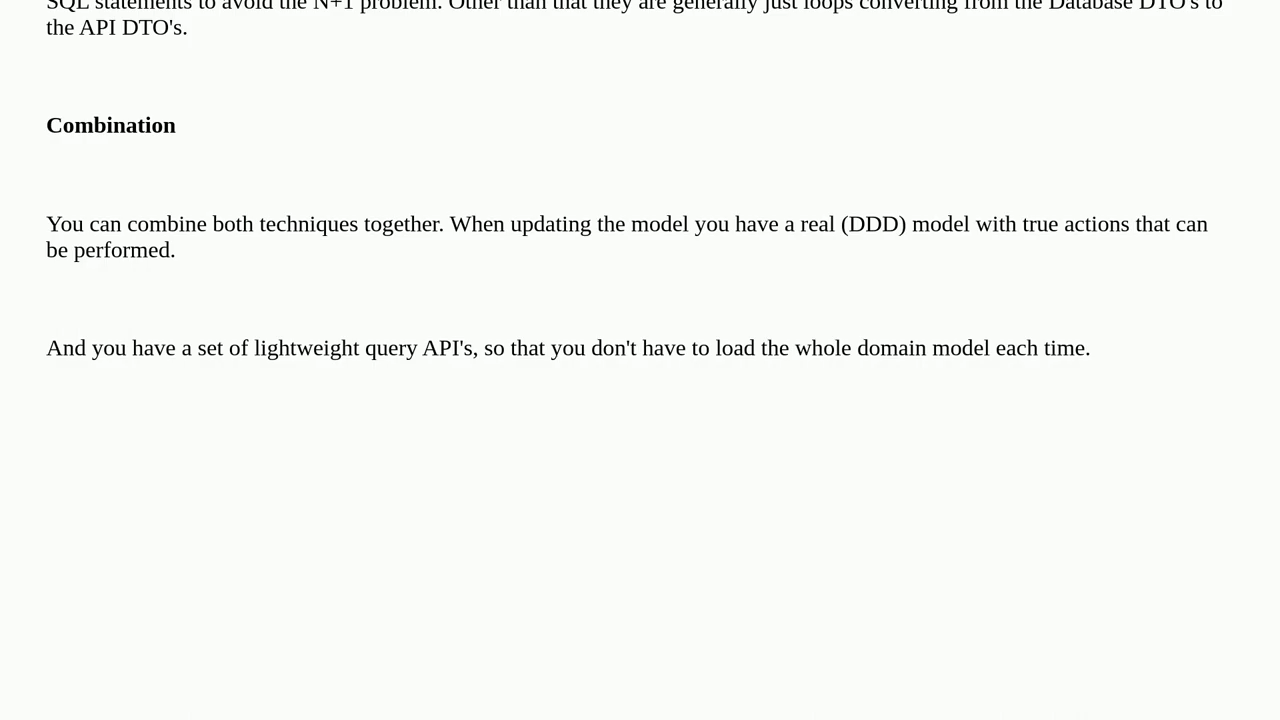 SQL statements to avoid the N+1 problem. Other than that they are generally just loops converting from the Database DTO's to
the API DTO's.
Combination
You can combine both techniques together. When updating the model you have a real (DDD) model with true actions that can
be performed.
And you have a set of lightweight query API's, so that you don't have to load the whole domain model each time.